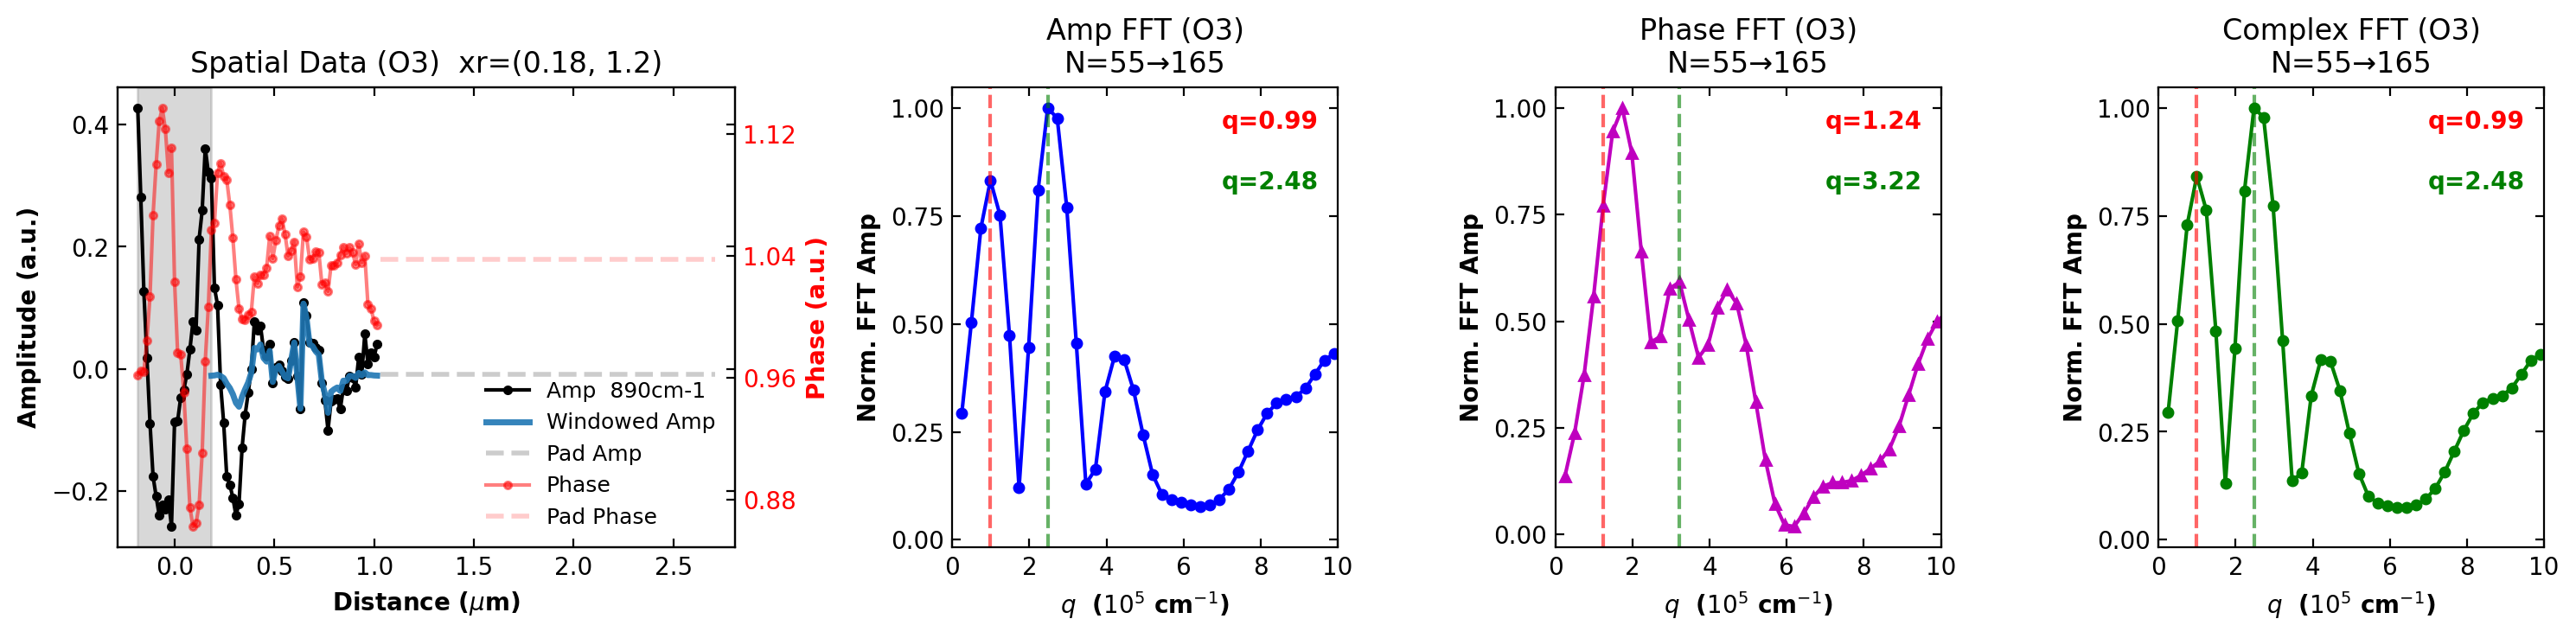 Spatial Data (O3)  xr=(0.18, 1.2)
Amplitude (a.u.)
0.4
0.2
0.0
−0.2
0.0
0.5
1.0
1.5
2.0
2.5
Distance (μm)
1.12
1.04
0.96
0.88
Phase (a.u.)
Amp  890cm-1
Windowed Amp
Pad Amp
Phase
Pad Phase
Amp FFT (O3)
N=55→165
Norm. FFT Amp
1.00
0.75
0.50
0.25
0.00
q=0.99
q=2.48
0
2
4
6
8
10
q  (10⁵ cm⁻¹)
Phase FFT (O3)
N=55→165
Norm. FFT Amp
1.00
0.75
0.50
0.25
0.00
q=1.24
q=3.22
0
2
4
6
8
10
q  (10⁵ cm⁻¹)
Complex FFT (O3)
N=55→165
Norm. FFT Amp
1.00
0.75
0.50
0.25
0.00
q=0.99
q=2.48
0
2
4
6
8
10
q  (10⁵ cm⁻¹)